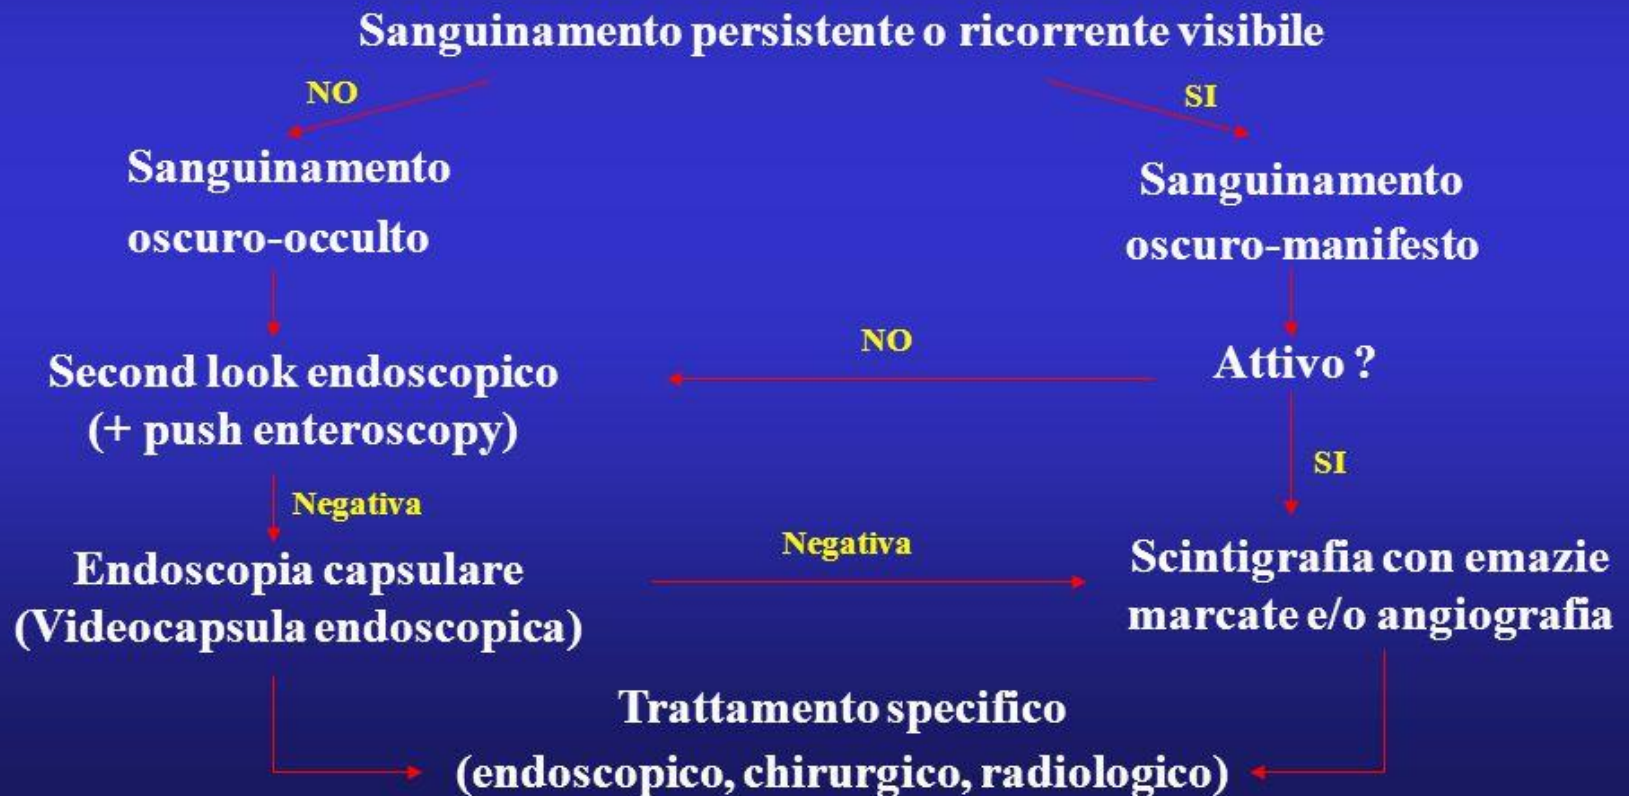 Sanguinamento persistente o ricorrente visibile
NO
SI
Sanguinamento
oscuro-occulto
Sanguinamento
oscuro-manifesto
NO
Second look endoscopico
(+ push enteroscopy)
Attivo ?
SI
Negativa
Negativa
Endoscopia capsulare
(Videocapsula endoscopica)
Scintigrafia con emazie
marcate e/o angiografia
Trattamento specifico
(endoscopico, chirurgico, radiologico)